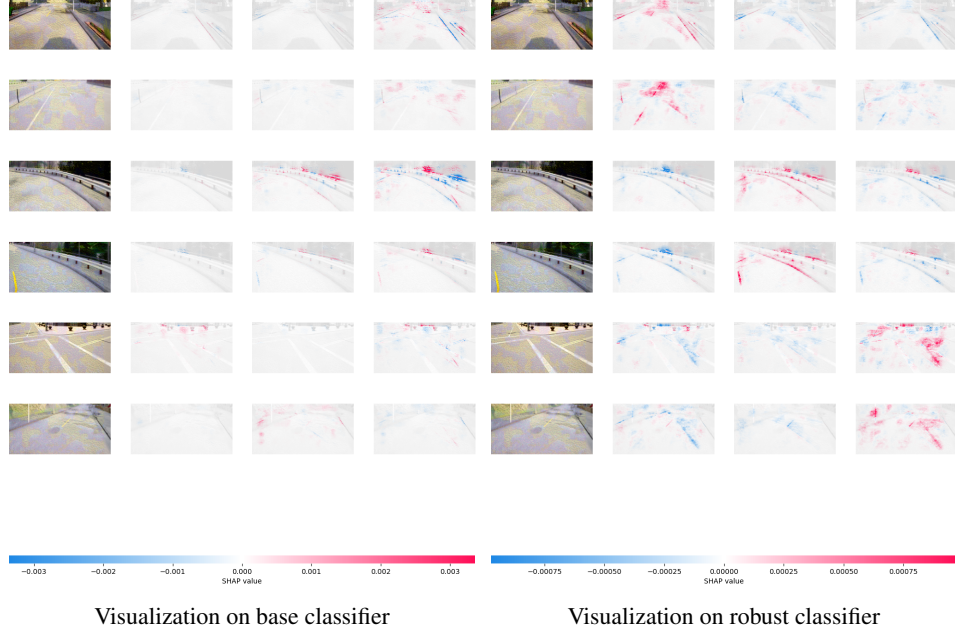 −0.003 −0.002 −0.001 0.000 0.001 0.002 0.003
SHAP value
−0.00075 −0.00050 −0.00025 0.00000 0.00025 0.00050 0.00075
SHAP value
Visualization on base classifier
Visualization on robust classifier